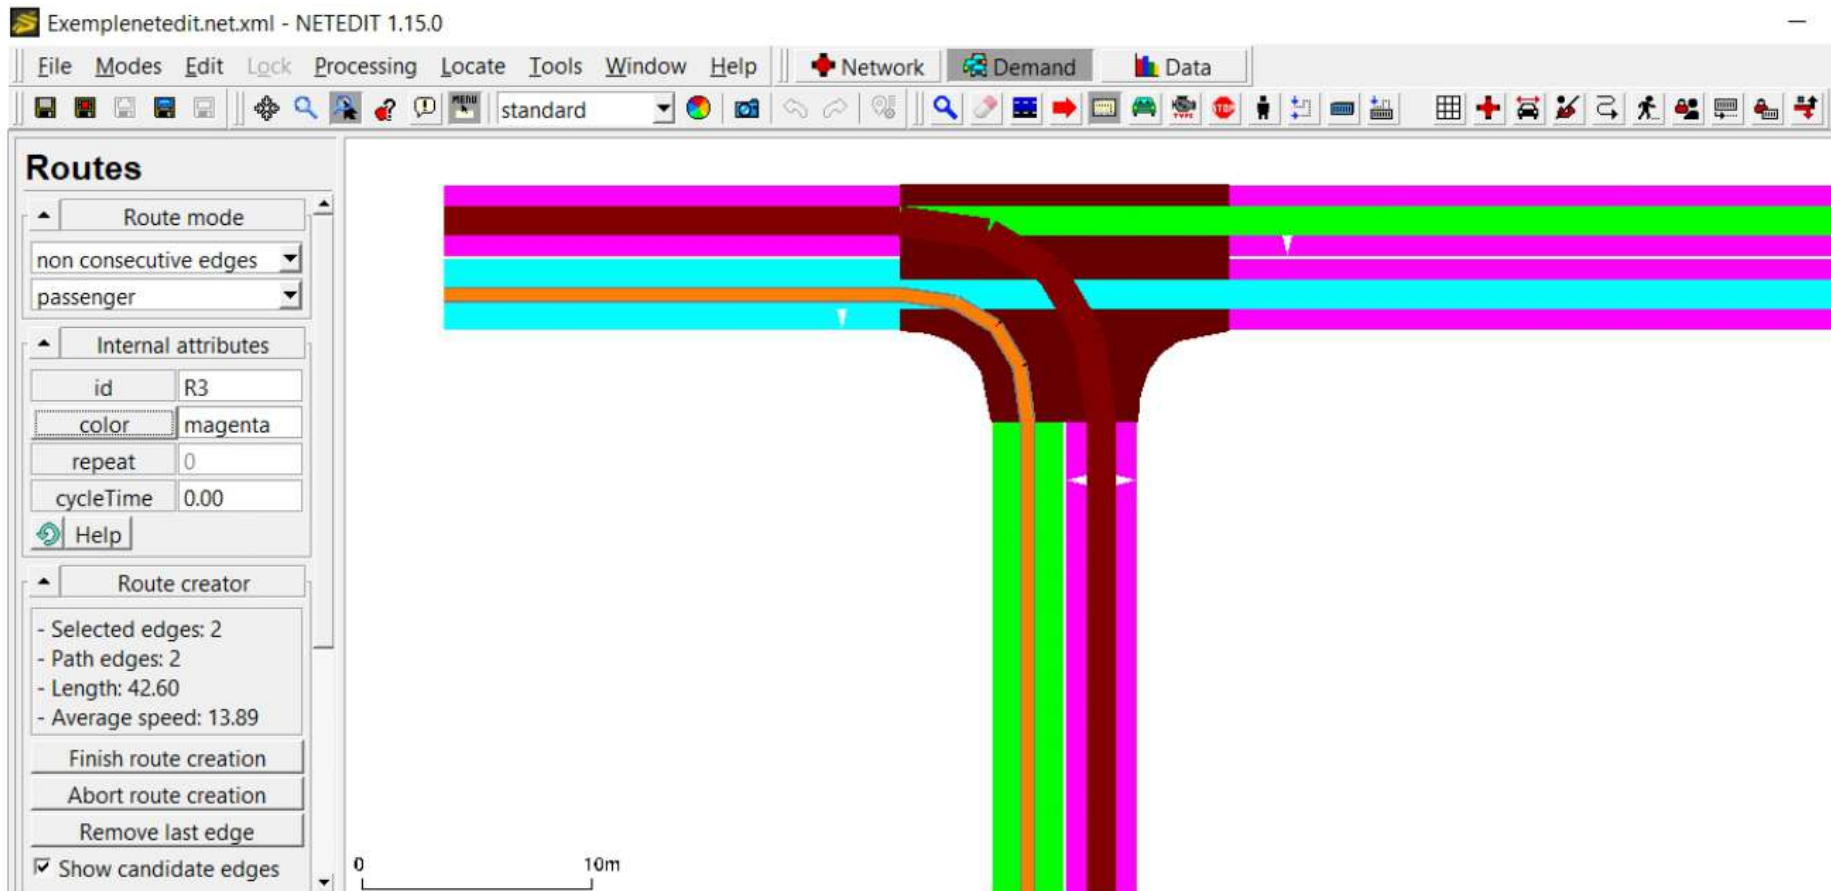 Exemplenetedit.net.xml - NETEDIT 1.15.0
File Modes Edit Lock Processing Locate Tools Window Help Network Demand Data
MENU standard TYPE STOP
Routes
Route mode
non consecutive edges
passenger
Internal attributes
id R3
color magenta
repeat 0
cycleTime 0.00
Help
Route creator
- Selected edges: 2
- Path edges: 2
- Length: 42.60
- Average speed: 13.89
Finish route creation
Abort route creation
Remove last edge
Show candidate edges
0 10m